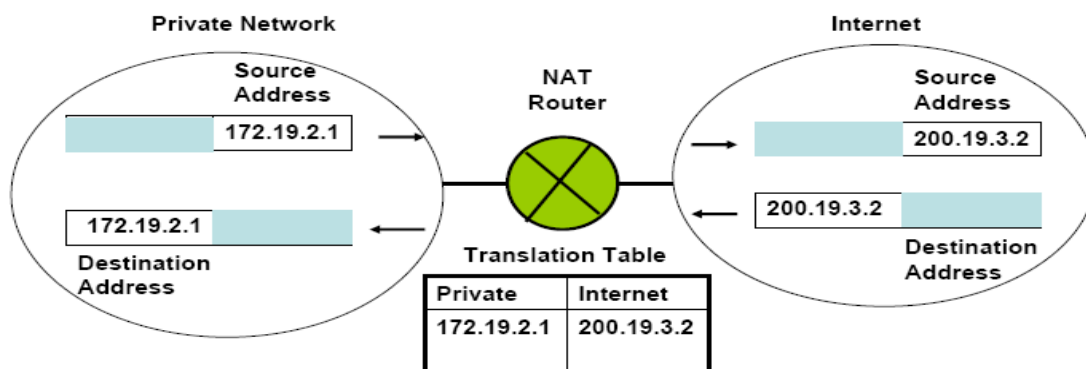 Private Network
Internet
Source
Address
172.19.2.1
NAT
Router
Source
Address
200.19.3.2
172.19.2.1
Destination
Address
200.19.3.2
Destination
Address
Translation Table
Private Internet
172.19.2.1 200.19.3.2